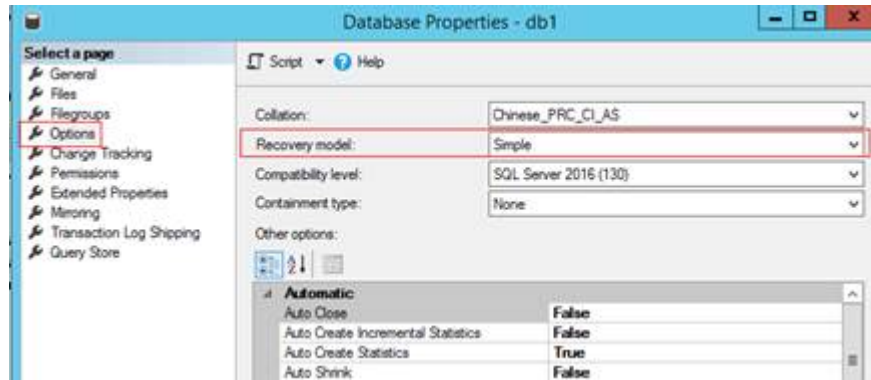 Database Properties - db1
Select a page
General
Files
Filegroups
Options
Change Tracking
Permissions
Extended Properties
Mirroring
Transaction Log Shipping
Query Store
Script Help
Collation: Chinese_PRC_CI_AS
Recovery model: Simple
Compatibility level: SQL Server 2016 (130)
Containment type: None
Other options:
Automatic
Auto Close False
Auto Create Incremental Statistics False
Auto Create Statistics True
Auto Shrink False